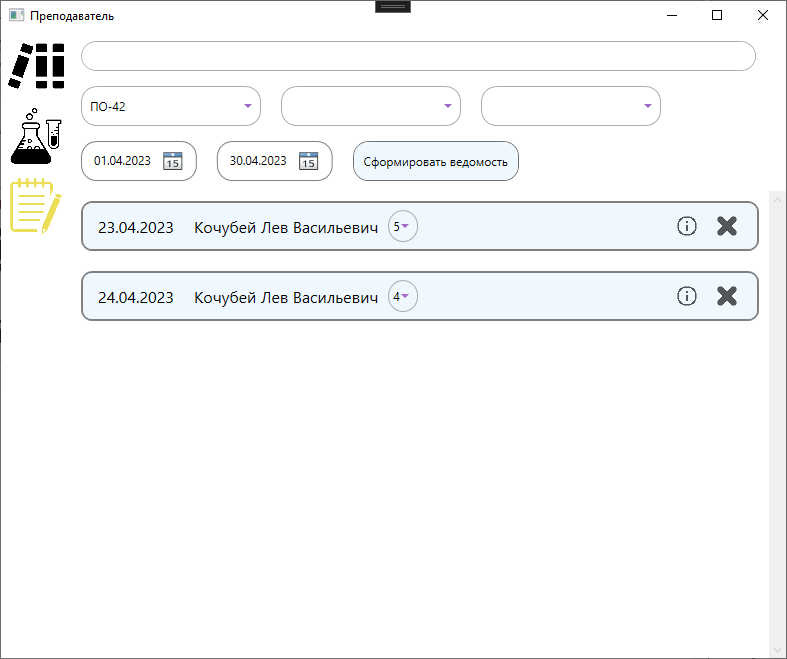 Преподаватель
ПО-42
01.04.2023 15 30.04.2023 15 Сформировать ведомость
23.04.2023 Кочубей Лев Васильевич 5
24.04.2023 Кочубей Лев Васильевич 4